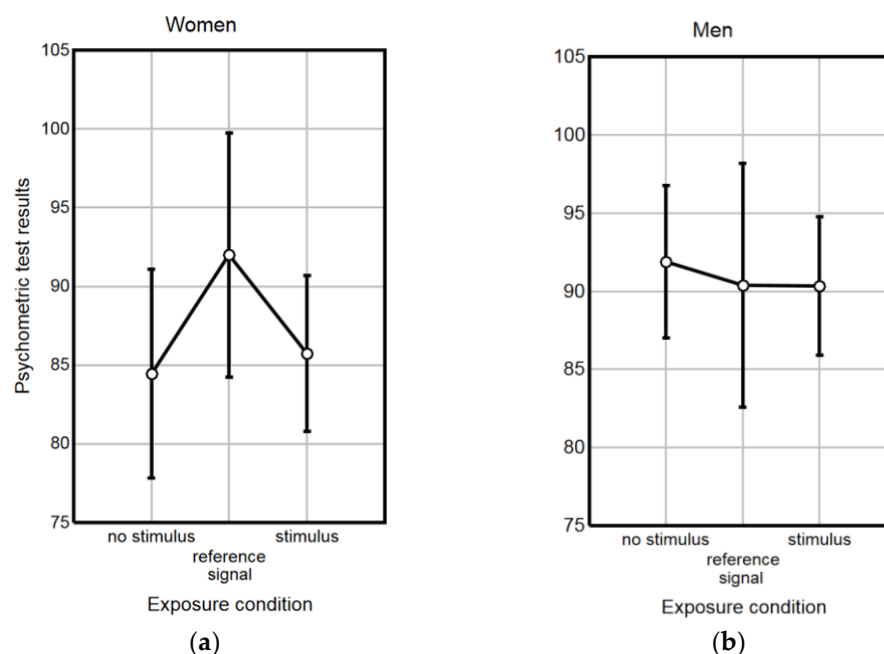 Women
105
100
95
90
85
80
75
Psychometric test results
no stimulus
reference
signal
stimulus
Exposure condition
(a)
Men
105
100
95
90
85
80
75
no stimulus
reference
signal
stimulus
Exposure condition
(b)